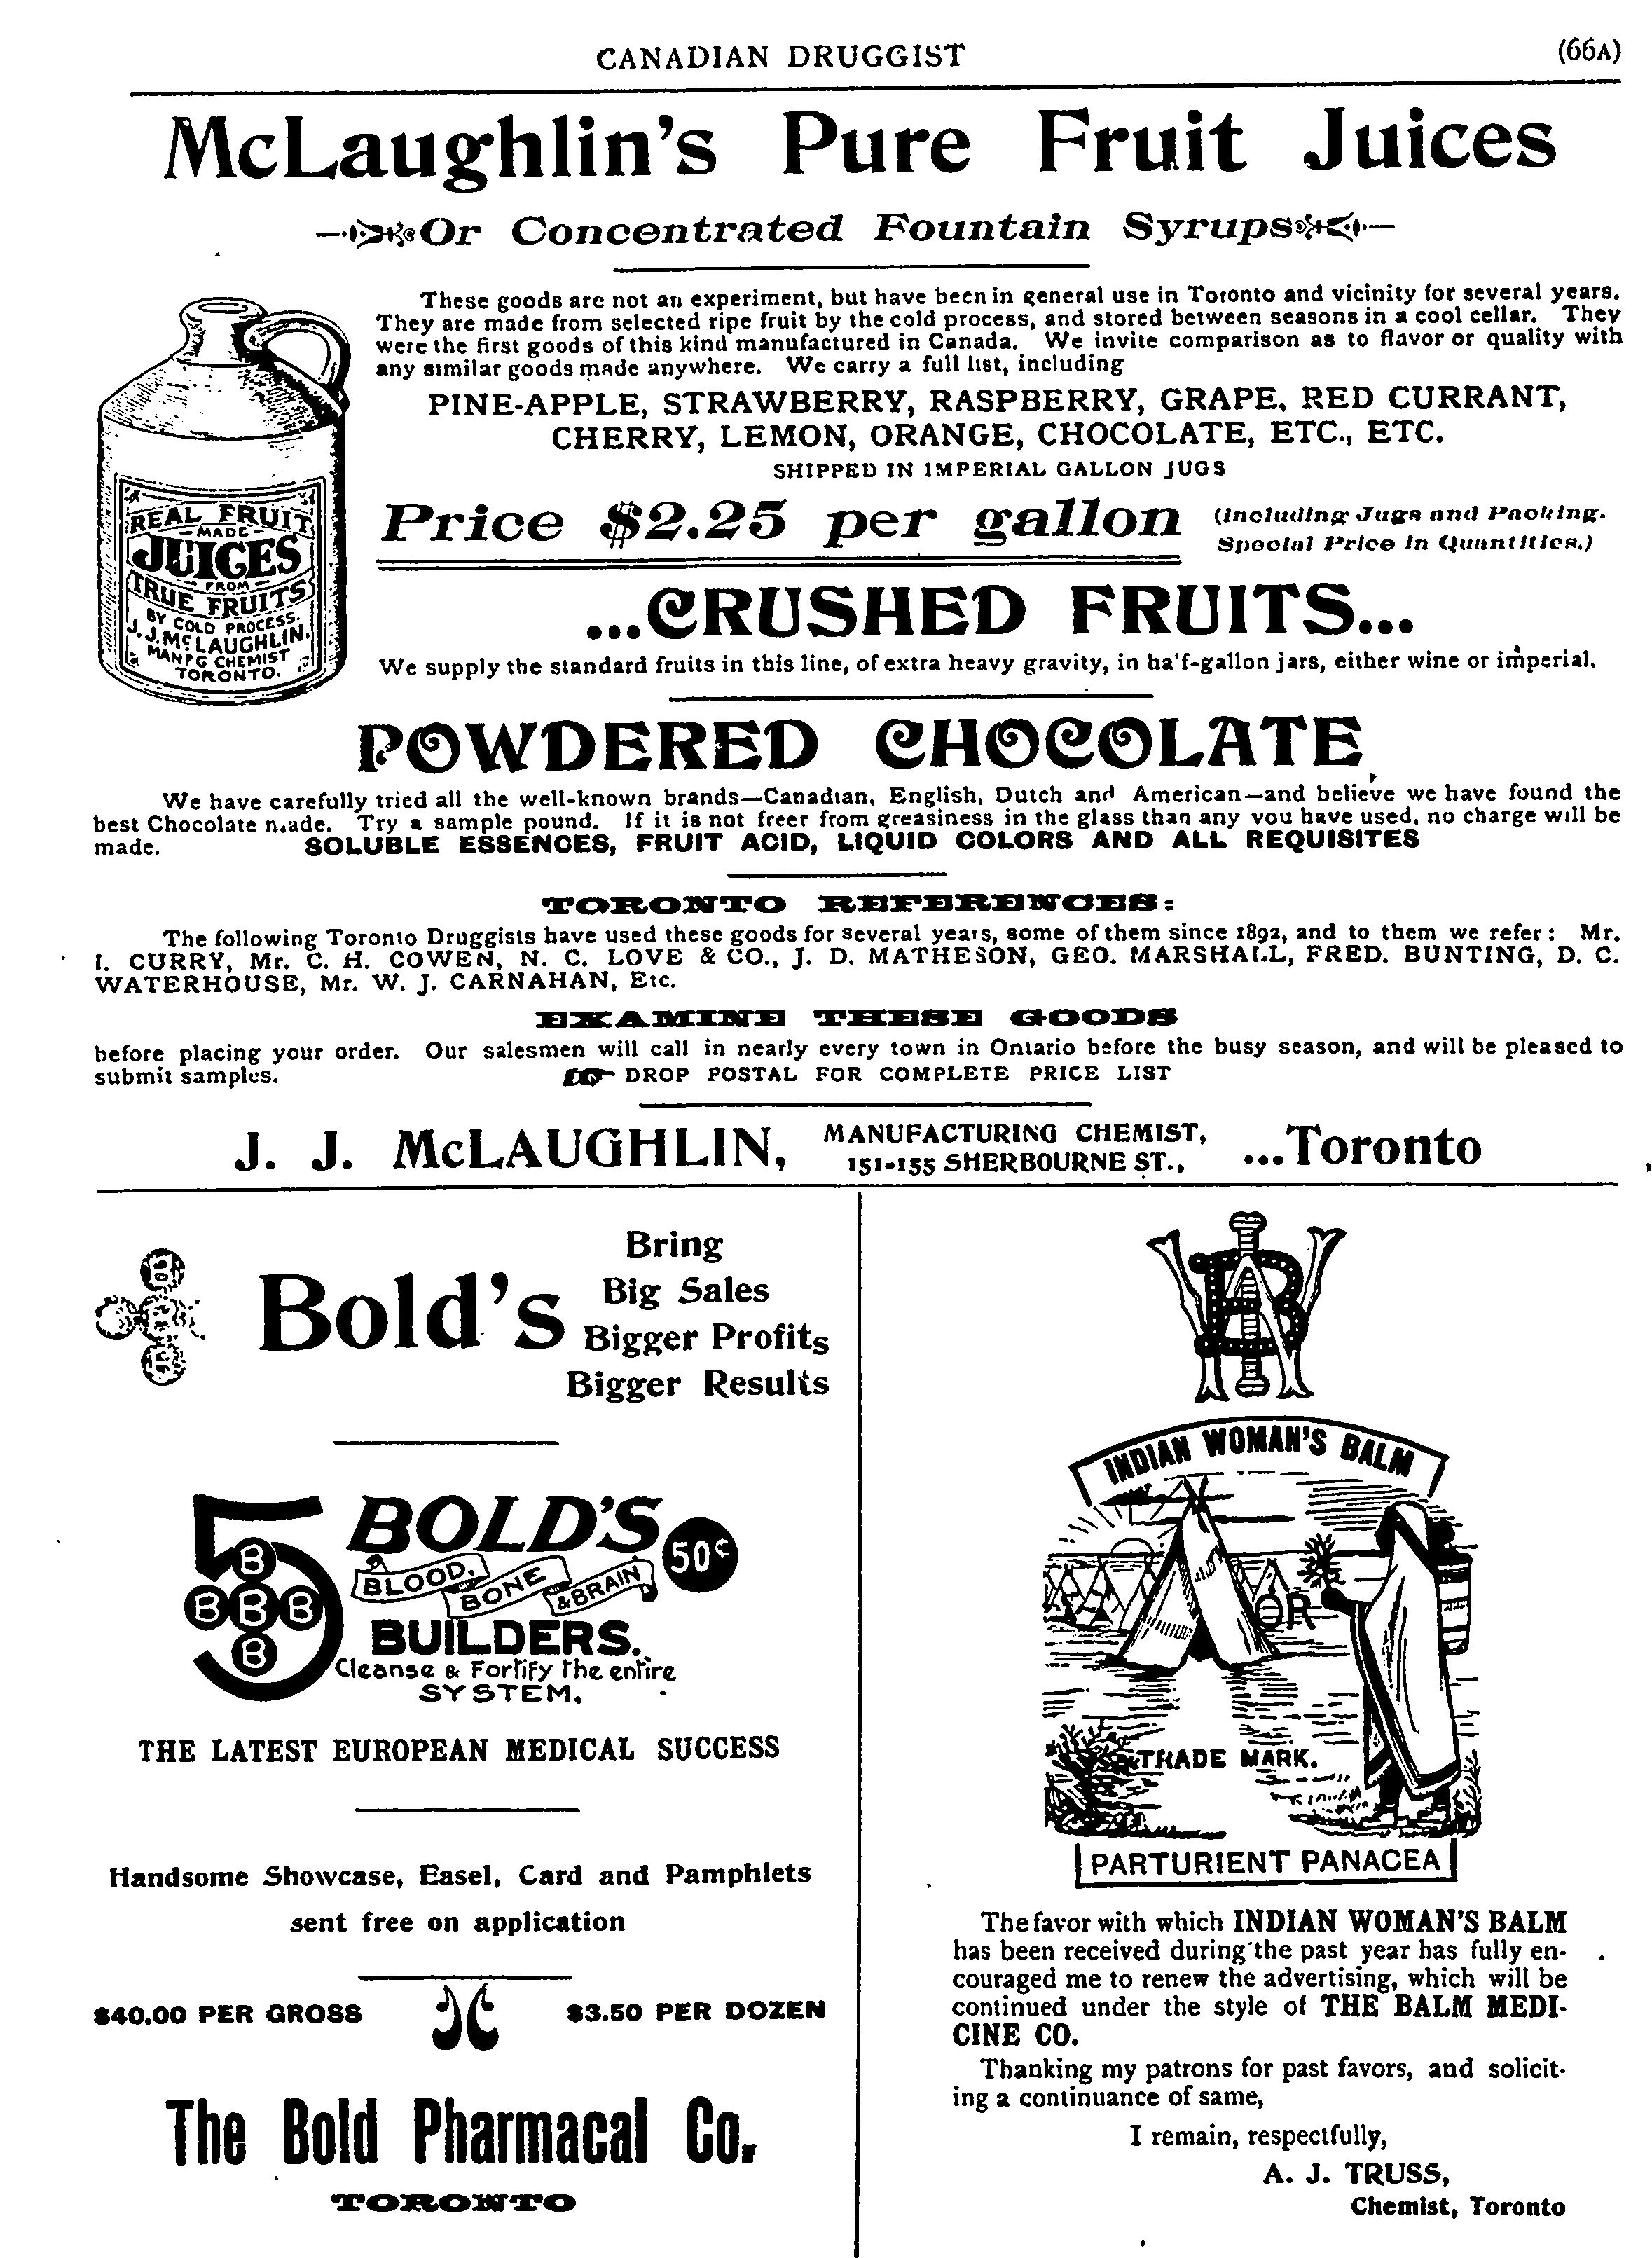 CANADIAN DRUGGIST
(66A)
McLaughlin's Pure Fruit Juices
Or Concentrated Fountain Syrups
These goods are not an experiment, but have been in general use in Toronto and vicinity for several years.
They are made from selected ripe fruit by the cold process, and stored between seasons in a cool cellar. They
were the first goods of this kind manufactured in Canada. We invite comparison as to flavor or quality with
any similar goods made anywhere. We carry a full list, including
PINE-APPLE, STRAWBERRY, RASPBERRY, GRAPE, RED CURRANT,
CHERRY, LEMON, ORANGE, CHOCOLATE, ETC., ETC.
SHIPPED IN IMPERIAL GALLON JUGS
REAL FRUIT
MADE
JUICES
FROM
TRUE FRUITS
BY COLD PROCESS.
J. J. McLAUGHLIN.
MANFG CHEMIST
TORONTO.
Price $2.25 per gallon
(Including Jugs and Packing.
Special Price in Quantities.)
...CRUSHED FRUITS...
We supply the standard fruits in this line, of extra heavy gravity, in ha'f-gallon jars, either wine or imperial.
POWDERED CHOCOLATE
We have carefully tried all the well-known brands—Canadian, English, Dutch and American—and believe we have found the
best Chocolate made. Try a sample pound. If it is not freer from greasiness in the glass than any you have used, no charge will be
made. SOLUBLE ESSENCES, FRUIT ACID, LIQUID COLORS AND ALL REQUISITES
TORONTO REFERENCES:
The following Toronto Druggists have used these goods for several years, some of them since 1892, and to them we refer: Mr.
I. CURRY, Mr. C. H. COWEN, N. C. LOVE & CO., J. D. MATHESON, GEO. MARSHALL, FRED. BUNTING, D. C.
WATERHOUSE, Mr. W. J. CARNAHAN, Etc.
EXAMINE THESE GOODS
before placing your order. Our salesmen will call in nearly every town in Ontario before the busy season, and will be pleased to
submit samples. DROP POSTAL FOR COMPLETE PRICE LIST
J. J. McLAUGHLIN,
MANUFACTURING CHEMIST,
151-155 SHERBOURNE ST.,
...Toronto
Bold's
Bring
Big Sales
Bigger Profits
Bigger Results
5
B
B B B
B
BOLD'S
50¢
BLOOD, BONE & BRAIN
BUILDERS.
Cleanse & Fortify the entire
SYSTEM.
THE LATEST EUROPEAN MEDICAL SUCCESS
Handsome Showcase, Easel, Card and Pamphlets
sent free on application
$40.00 PER GROSS
$3.50 PER DOZEN
The Bold Pharmacal Co.
TORONTO
INDIAN WOMAN'S BALM
OR
TRADE MARK.
PARTURIENT PANACEA
The favor with which INDIAN WOMAN'S BALM
has been received during the past year has fully en-
couraged me to renew the advertising, which will be
continued under the style of THE BALM MEDI-
CINE CO.
Thanking my patrons for past favors, and solicit-
ing a continuance of same,
I remain, respectfully,
A. J. TRUSS,
Chemist, Toronto